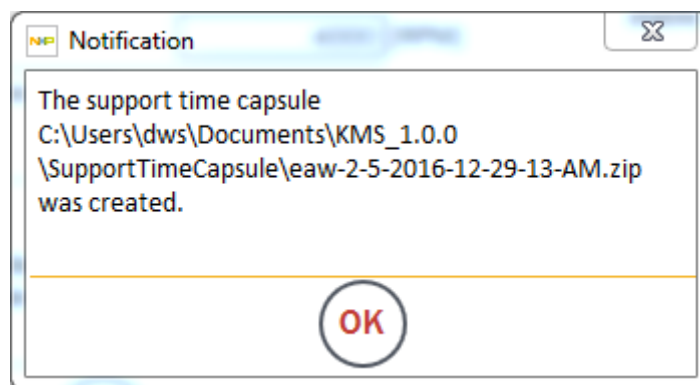 NXP Notification
The support time capsule
C:\Users\dws\Documents\KMS_1.0.0
\SupportTimeCapsule\eaw-2-5-2016-12-29-13-AM.zip
was created.
OK